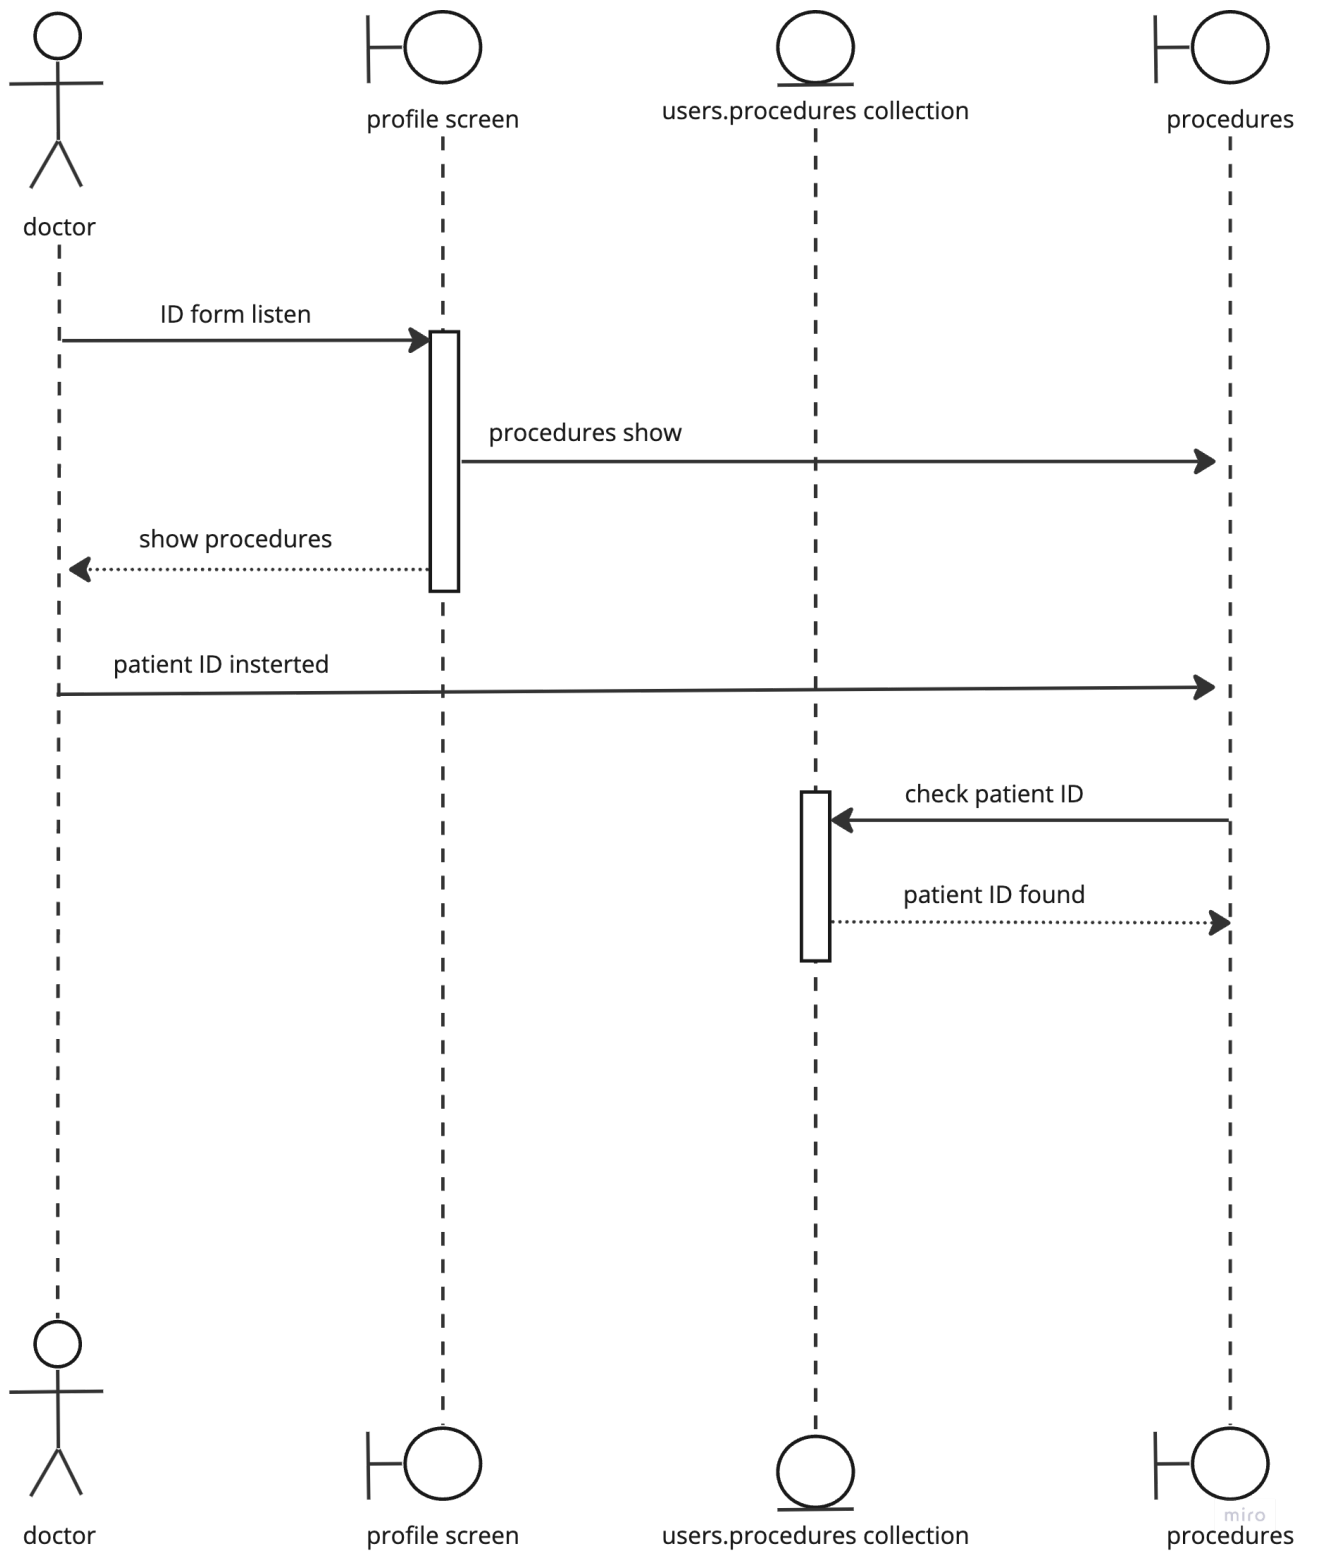 profile screen
users.procedures collection
procedures
doctor
ID form listen
procedures show
show procedures
patient ID insterted
check patient ID
patient ID found
miro
doctor
profile screen
users.procedures collection
procedures